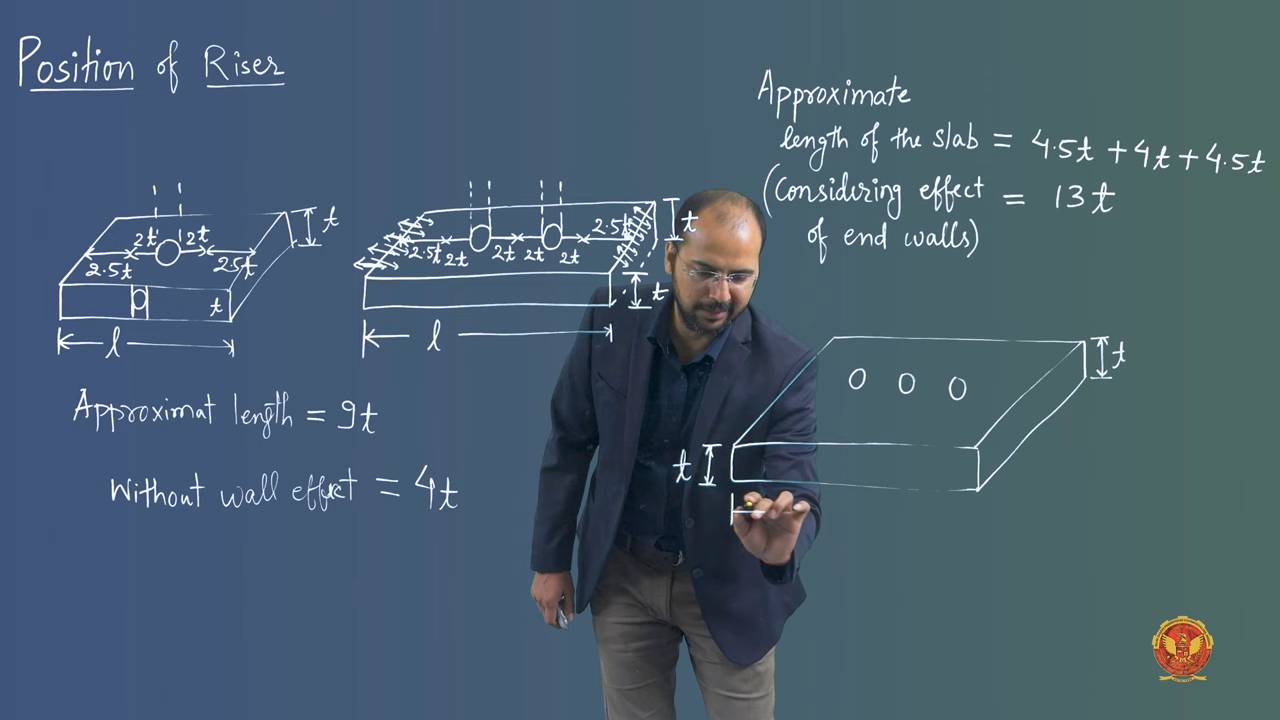 Position of Riser
Approximate
length of the slab = 4.5t + 4t + 4.5t
(Considering effect = 13t
of end walls)
2t 2t
2.5t 2.5t
t
t
l
2.5t 2t 2t 2t 2t 2.5t
t
t
l
Approximat length = 9t
Without wall effect = 4t
t
t